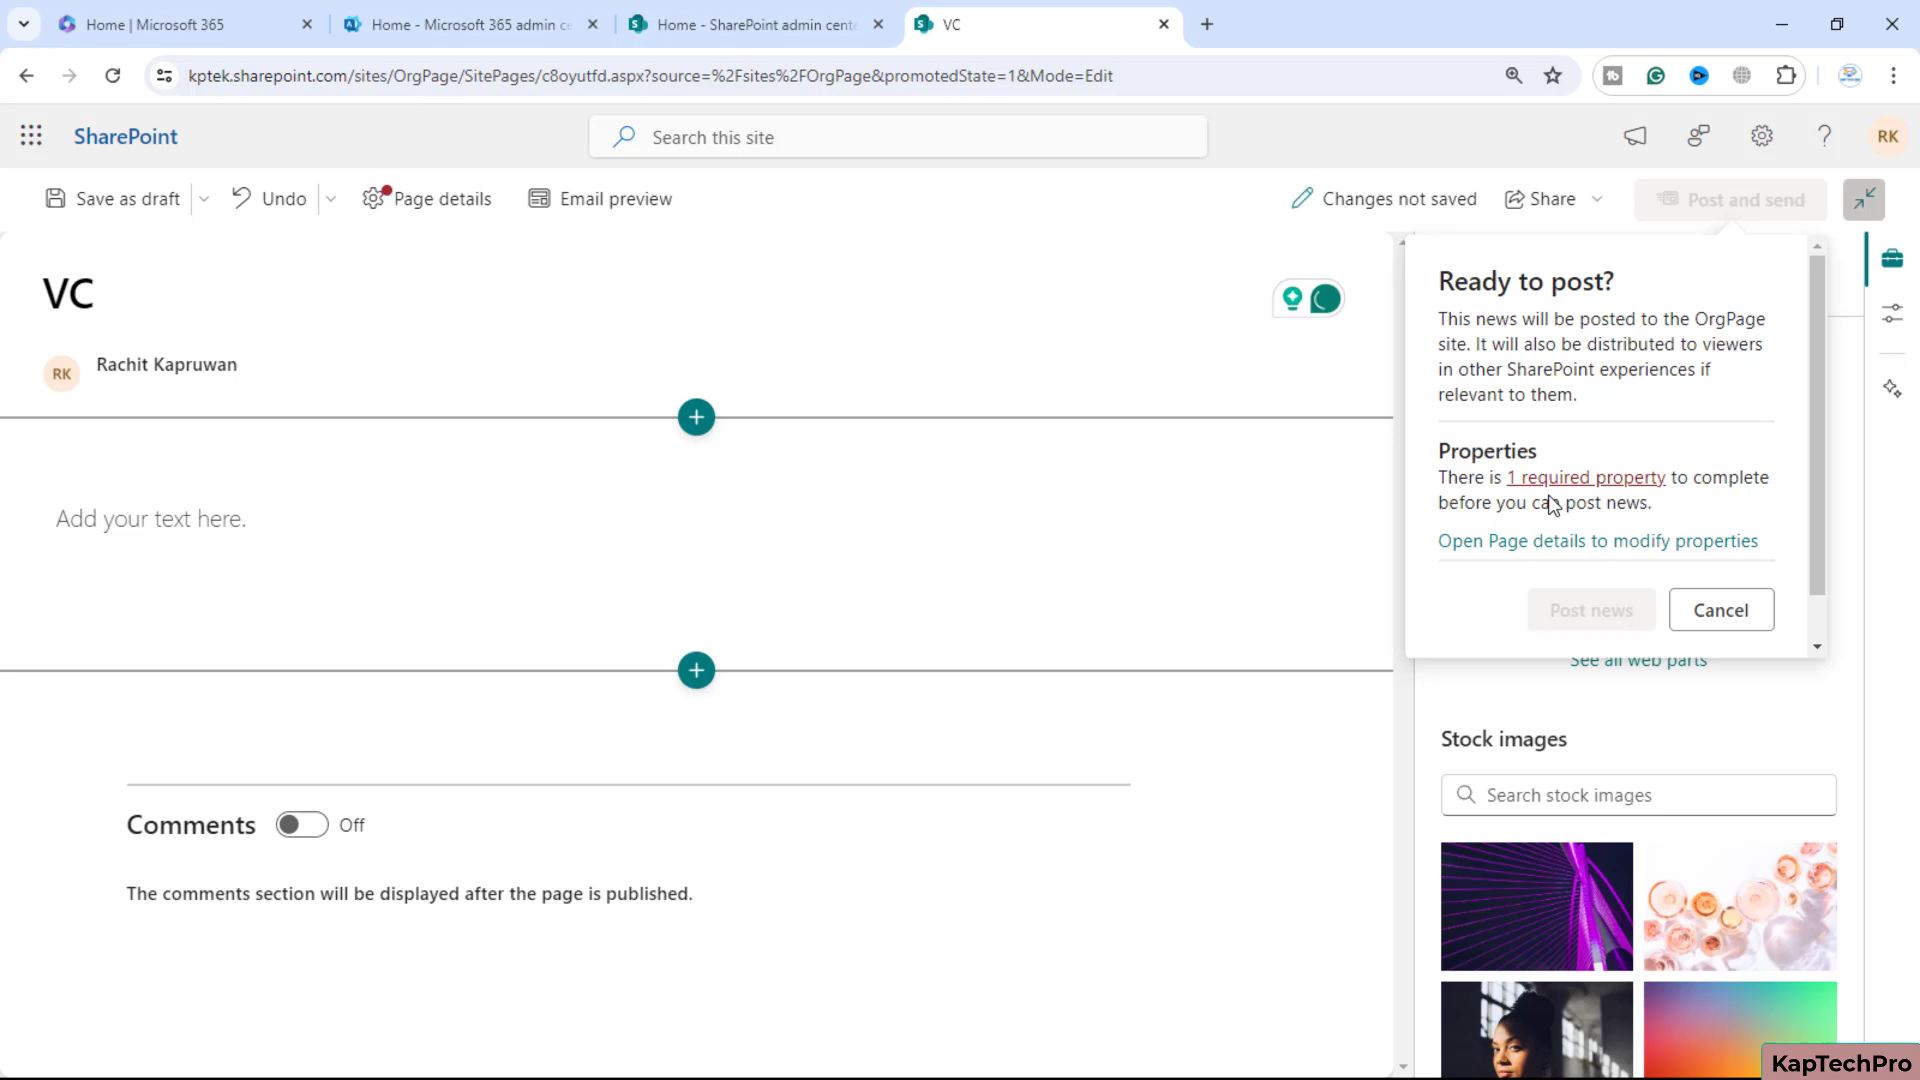 Home | Microsoft 365
Home - Microsoft 365 admin ce
Home - SharePoint admin cente
VC
kptek.sharepoint.com/sites/OrgPage/SitePages/c8oyutfd.aspx?source=%2Fsites%2FOrgPage&promotedState=1&Mode=Edit
SharePoint
Search this site
RK
Save as draft
Undo
Page details
Email preview
Changes not saved
Share
Post and send
VC
RK
Rachit Kapruwan
Add your text here.
Comments
Off
The comments section will be displayed after the page is published.
Ready to post?
This news will be posted to the OrgPage
site. It will also be distributed to viewers
in other SharePoint experiences if
relevant to them.
Properties
There is 1 required property to complete
before you can post news.
Open Page details to modify properties
Post news
Cancel
See all web parts
Stock images
Search stock images
KapTechPro